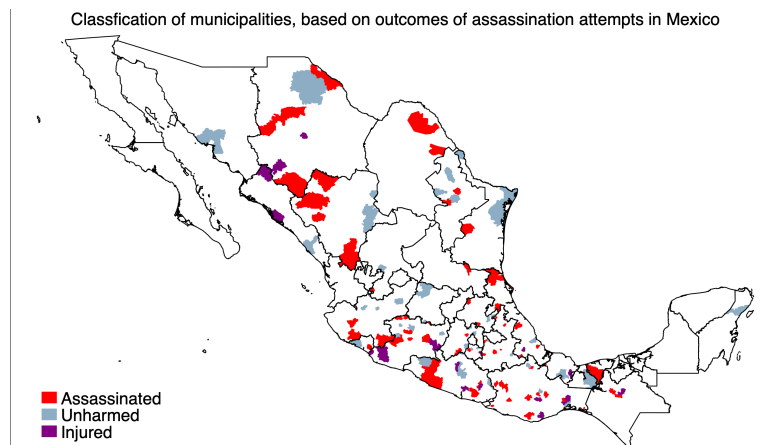 Classfication of municipalities, based on outcomes of assassination attempts in Mexico
Assassinated
Unharmed
Injured